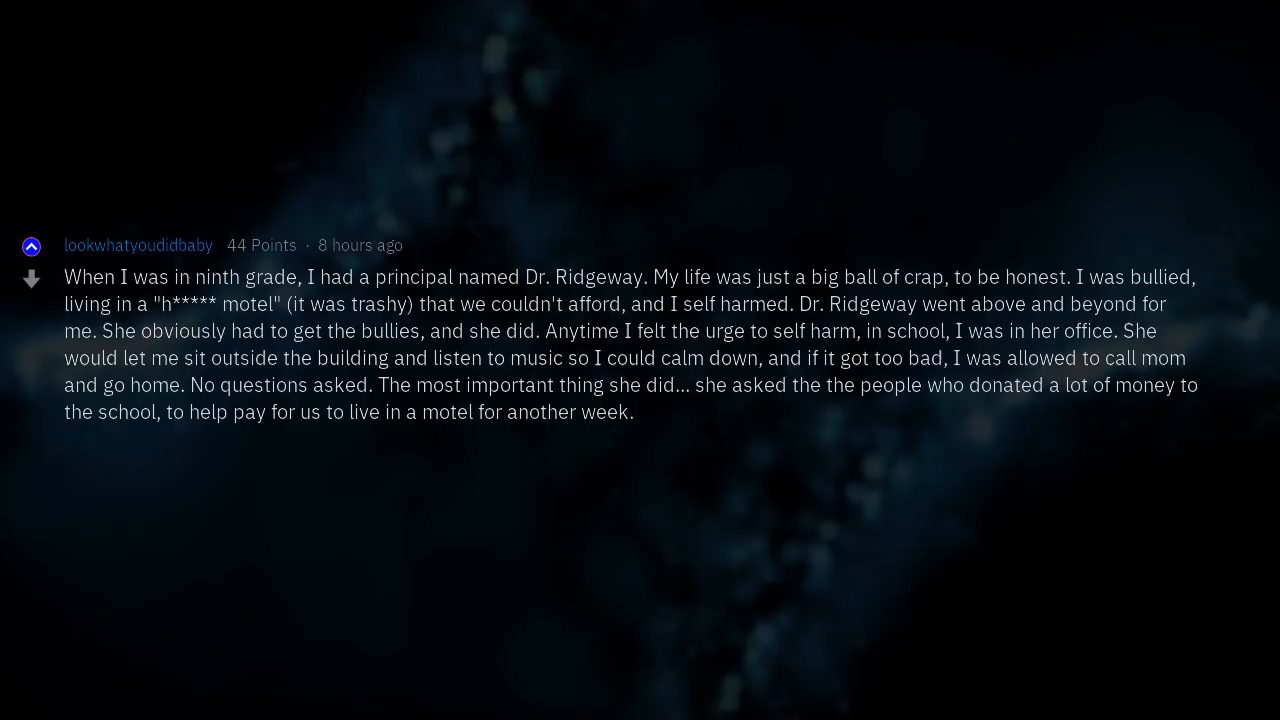 lookwhatyoudidbaby 44 Points · 8 hours ago
When I was in ninth grade, I had a principal named Dr. Ridgeway. My life was just a big ball of crap, to be honest. I was bullied,
living in a "h***** motel" (it was trashy) that we couldn't afford, and I self harmed. Dr. Ridgeway went above and beyond for
me. She obviously had to get the bullies, and she did. Anytime I felt the urge to self harm, in school, I was in her office. She
would let me sit outside the building and listen to music so I could calm down, and if it got too bad, I was allowed to call mom
and go home. No questions asked. The most important thing she did... she asked the the people who donated a lot of money to
the school, to help pay for us to live in a motel for another week.